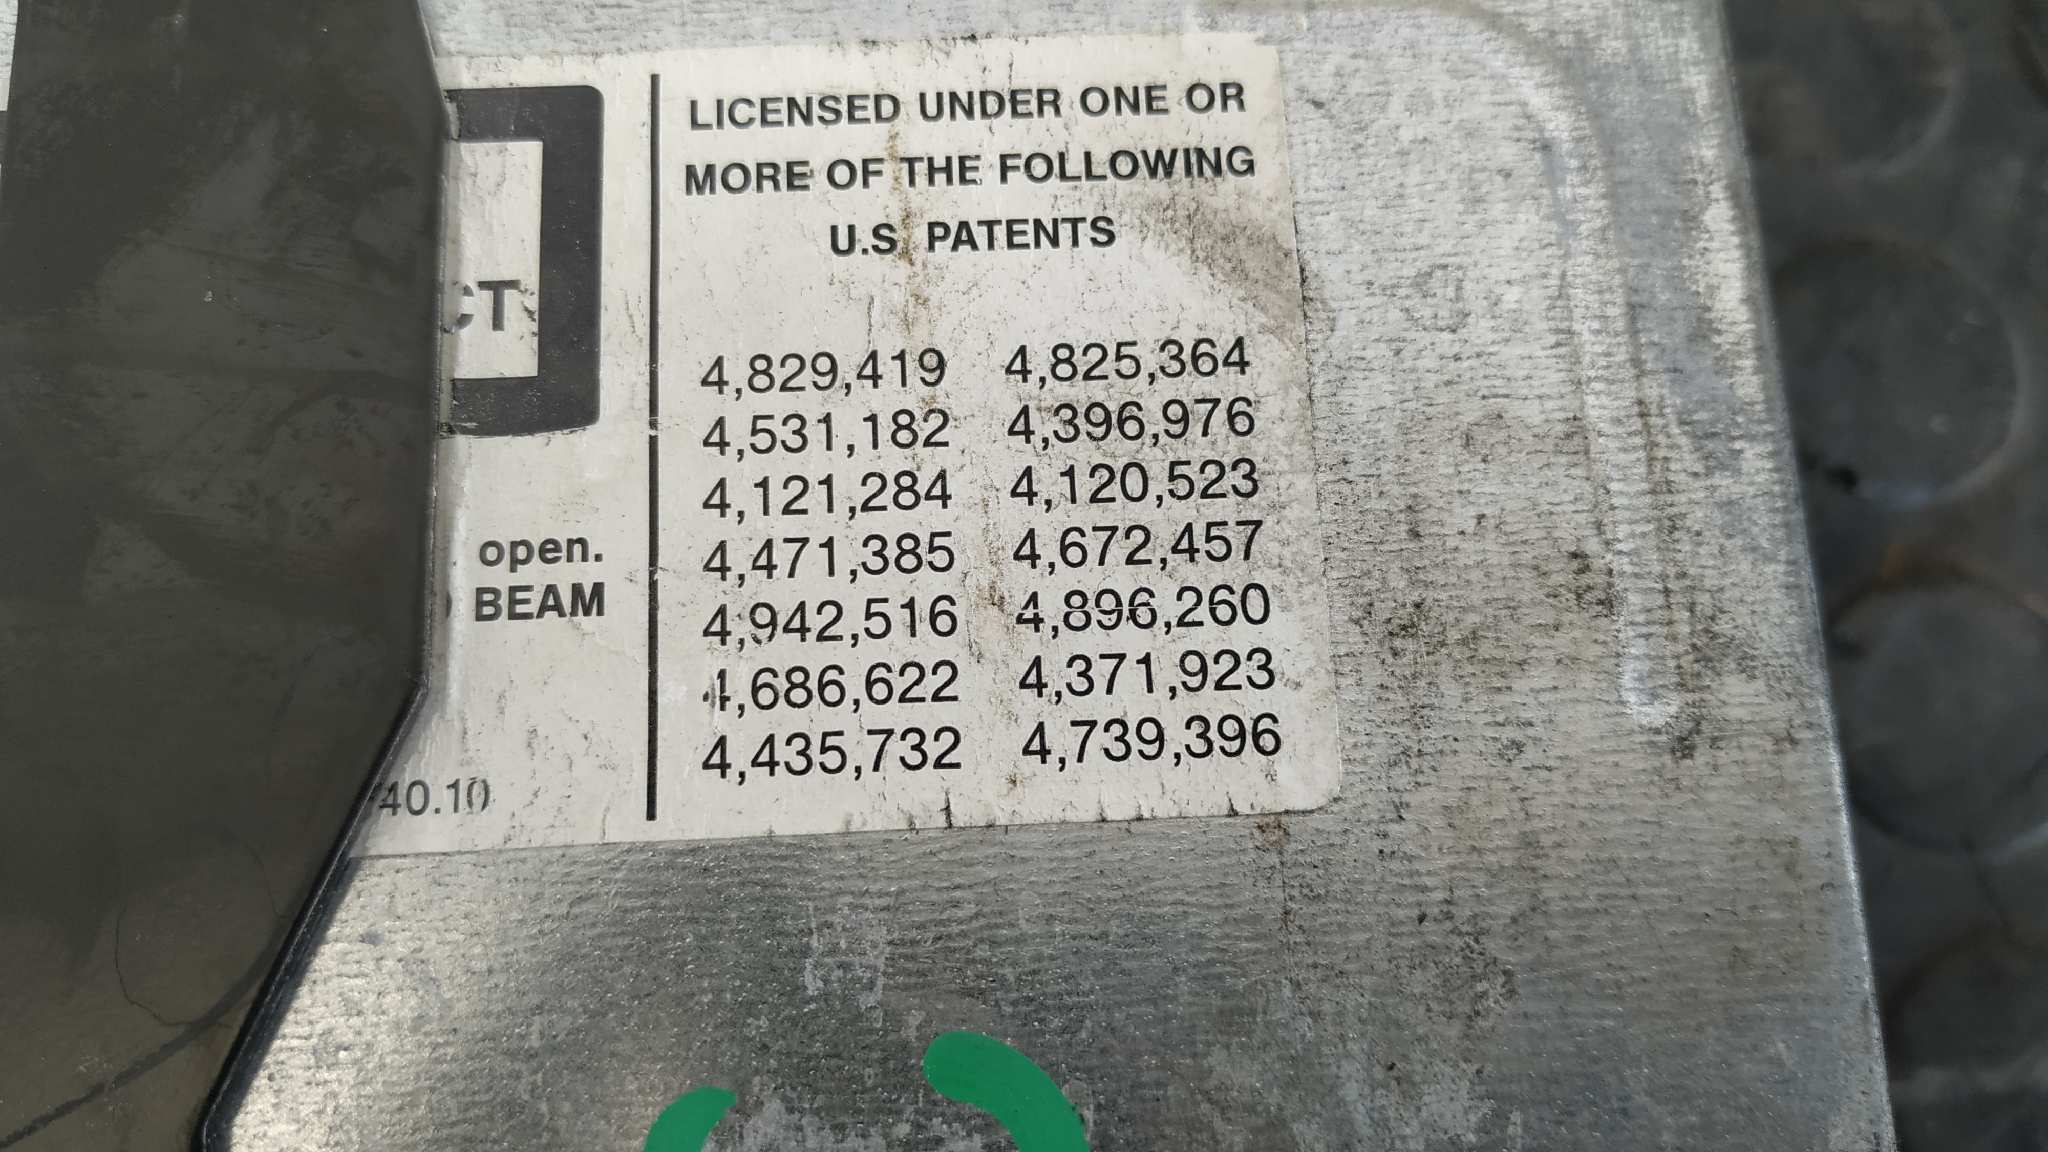 LICENSED UNDER ONE OR
MORE OF THE FOLLOWING
U.S. PATENTS
4,829,419 4,825,364
4,531,182 4,396,976
4,121,284 4,120,523
4,471,385 4,672,457
4,942,516 4,896,260
4,686,622 4,371,923
4,435,732 4,739,396
CT
open.
BEAM
40.10